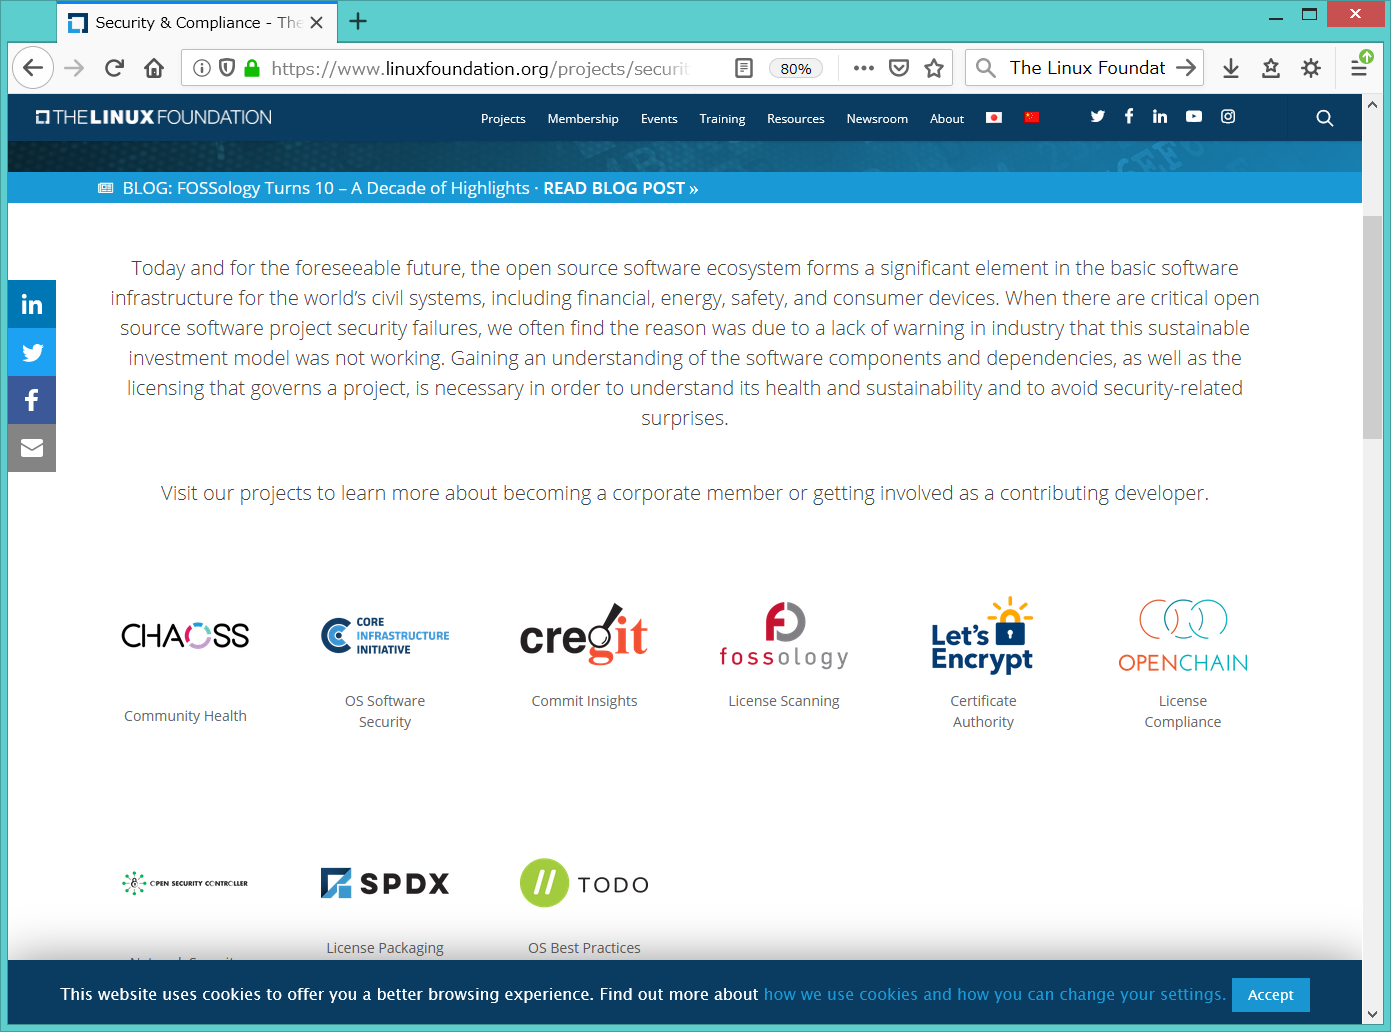 Security & Compliance - The
https://www.linuxfoundation.org/projects/securit
80%
The Linux Foundat
THE LINUX FOUNDATION
Projects
Membership
Events
Training
Resources
Newsroom
About
BLOG: FOSSology Turns 10 – A Decade of Highlights · READ BLOG POST »
Today and for the foreseeable future, the open source software ecosystem forms a significant element in the basic software
infrastructure for the world's civil systems, including financial, energy, safety, and consumer devices. When there are critical open
source software project security failures, we often find the reason was due to a lack of warning in industry that this sustainable
investment model was not working. Gaining an understanding of the software components and dependencies, as well as the
licensing that governs a project, is necessary in order to understand its health and sustainability and to avoid security-related
surprises.
Visit our projects to learn more about becoming a corporate member or getting involved as a contributing developer.
CHAOSS
Community Health
CORE
INFRASTRUCTURE
INITIATIVE
OS Software
Security
cregit
Commit Insights
fossology
License Scanning
Let's
Encrypt
Certificate
Authority
OPENCHAIN
License
Compliance
OPEN SECURITY CONTROLLER
Network Security
SPDX
License Packaging
TODO
OS Best Practices
This website uses cookies to offer you a better browsing experience. Find out more about how we use cookies and how you can change your settings.
Accept